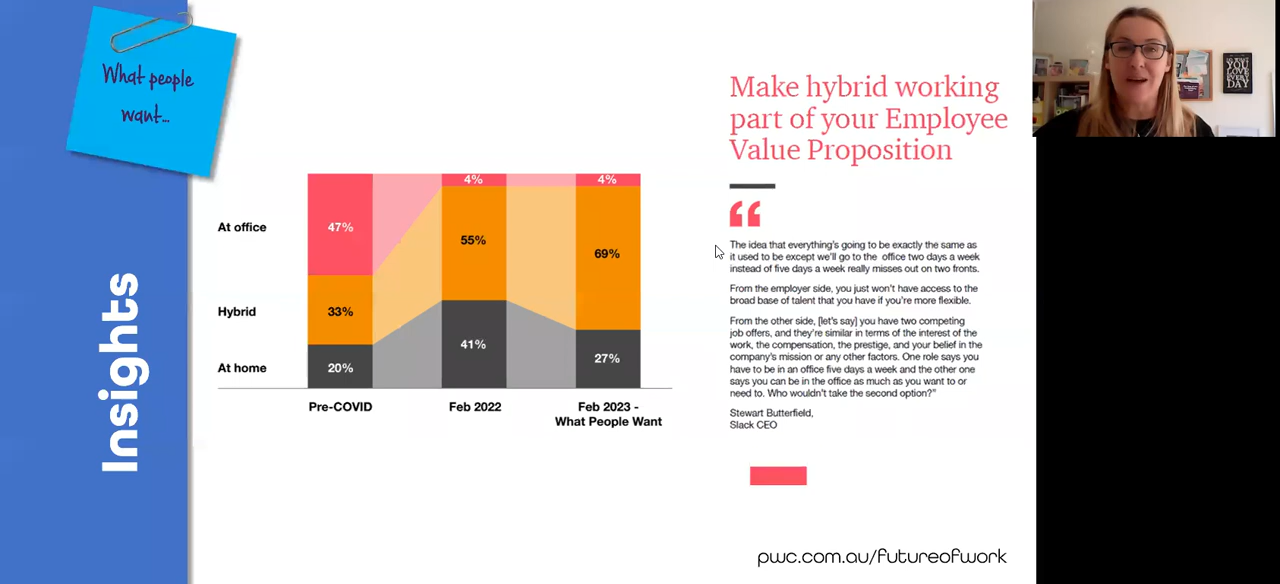 What people
want...
Insights
At office
Hybrid
At home
47%
33%
20%
4%
55%
41%
4%
69%
27%
Pre-COVID
Feb 2022
Feb 2023 -
What People Want
Make hybrid working
part of your Employee
Value Proposition
“
The idea that everything's going to be exactly the same as
it used to be except we'll go to the office two days a week
instead of five days a week really misses out on two fronts.
From the employer side, you just won't have access to the
broad base of talent that you have if you're more flexible.
From the other side, [let's say] you have two competing
job offers, and they're similar in terms of the interest of the
work, the compensation, the prestige, and your belief in the
company's mission or any other factors. One role says you
have to be in an office five days a week and the other one
says you can be in the office as much as you want to or
need to. Who wouldn't take the second option?”
Stewart Butterfield,
Slack CEO
pwc.com.au/futureofwork
YOU
LOVE
EVERY
DAY